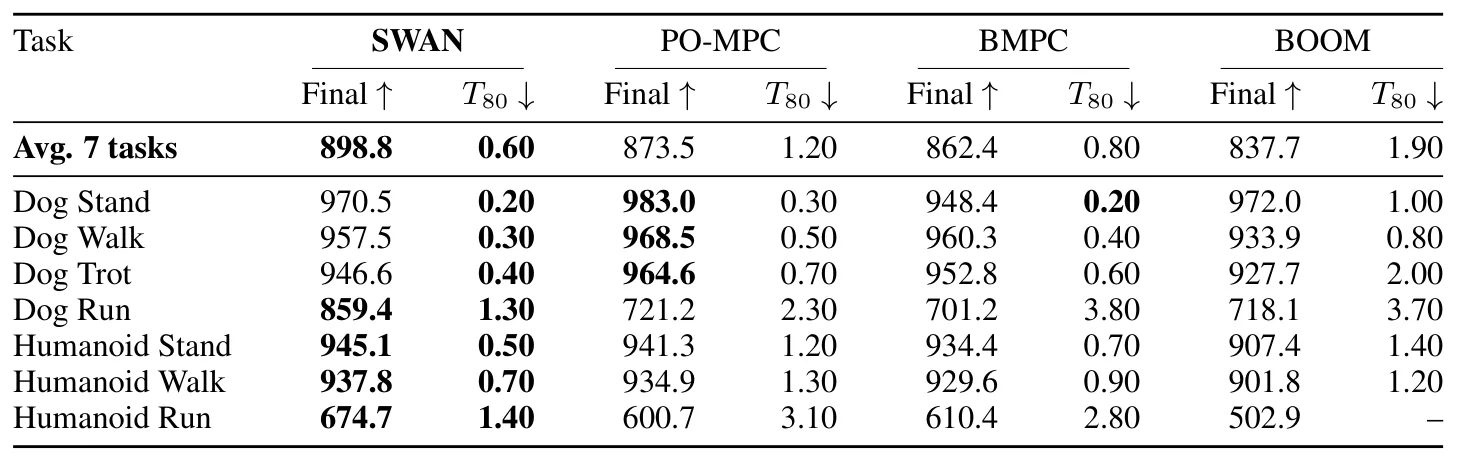 Task SWAN PO-MPC BMPC BOOM
Final ↑ T80 ↓ Final ↑ T80 ↓ Final ↑ T80 ↓ Final ↑ T80 ↓
Avg. 7 tasks 898.8 0.60 873.5 1.20 862.4 0.80 837.7 1.90
Dog Stand 970.5 0.20 983.0 0.30 948.4 0.20 972.0 1.00
Dog Walk 957.5 0.30 968.5 0.50 960.3 0.40 933.9 0.80
Dog Trot 946.6 0.40 964.6 0.70 952.8 0.60 927.7 2.00
Dog Run 859.4 1.30 721.2 2.30 701.2 3.80 718.1 3.70
Humanoid Stand 945.1 0.50 941.3 1.20 934.4 0.70 907.4 1.40
Humanoid Walk 937.8 0.70 934.9 1.30 929.6 0.90 901.8 1.20
Humanoid Run 674.7 1.40 600.7 3.10 610.4 2.80 502.9 –